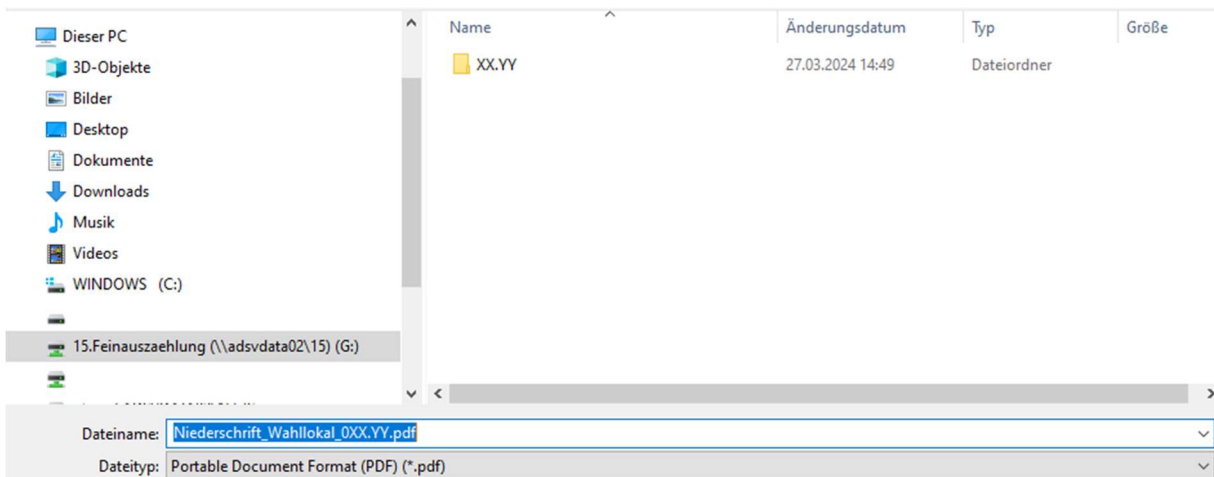 Dieser PC
3D-Objekte
Bilder
Desktop
Dokumente
Downloads
Musik
Videos
WINDOWS (C:)
15.Feinauszaehlung (\\adsvdata02\15) (G:)
Name Änderungsdatum Typ Größe
XX.YY 27.03.2024 14:49 Dateiordner
Dateiname: Niederschrift_Wahllokal_0XX.YY.pdf
Dateityp: Portable Document Format (PDF) (*.pdf)